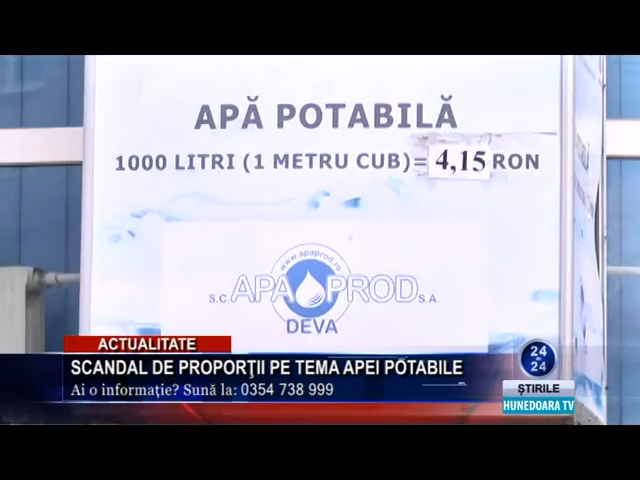 APĂ POTABILĂ
1000 LITRI (1 METRU CUB)= 4,15 RON
www.apaprod.ro
S.C. APA PROD S.A.
DEVA
ACTUALITATE
SCANDAL DE PROPORŢII PE TEMA APEI POTABILE
Ai o informație? Sună la: 0354 738 999
24 din 24
ȘTIRILE
HUNEDOARA TV